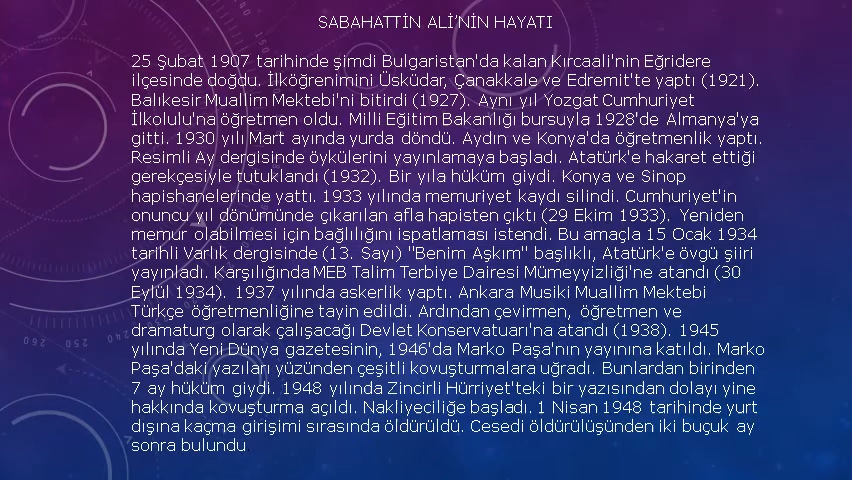 SABAHATTİN ALİ'NİN HAYATI
25 Şubat 1907 tarihinde şimdi Bulgaristan'da kalan Kırcaali'nin Eğridere
ilçesinde doğdu. İlköğrenimini Üsküdar, Çanakkale ve Edremit'te yaptı (1921).
Balıkesir Muallim Mektebi'ni bitirdi (1927). Aynı yıl Yozgat Cumhuriyet
İlkolulu'na öğretmen oldu. Milli Eğitim Bakanlığı bursuyla 1928'de Almanya'ya
gitti. 1930 yılı Mart ayında yurda döndü. Aydın ve Konya'da öğretmenlik yaptı.
Resimli Ay dergisinde öykülerini yayınlamaya başladı. Atatürk'e hakaret ettiği
gerekçesiyle tutuklandı (1932). Bir yıla hüküm giydi. Konya ve Sinop
hapishanelerinde yattı. 1933 yılında memuriyet kaydı silindi. Cumhuriyet'in
onuncu yıl dönümünde çıkarılan afla hapisten çıktı (29 Ekim 1933). Yeniden
memur olabilmesi için bağlılığını ispatlaması istendi. Bu amaçla 15 Ocak 1934
tarihli Varlık dergisinde (13. Sayı) "Benim Aşkım" başlıklı, Atatürk'e övgü şiiri
yayınladı. Karşılığında MEB Talim Terbiye Dairesi Mümeyyizliği'ne atandı (30
Eylül 1934). 1937 yılında askerlik yaptı. Ankara Musiki Muallim Mektebi
Türkçe öğretmenliğine tayin edildi. Ardından çevirmen, öğretmen ve
dramaturg olarak çalışacağı Devlet Konservatuarı'na atandı (1938). 1945
yılında Yeni Dünya gazetesinin, 1946'da Marko Paşa'nın yayınına katıldı. Marko
Paşa'daki yazıları yüzünden çeşitli kovuşturmalara uğradı. Bunlardan birinden
7 ay hüküm giydi. 1948 yılında Zincirli Hürriyet'teki bir yazısından dolayı yine
hakkında kovuşturma açıldı. Nakliyeciliğe başladı. 1 Nisan 1948 tarihinde yurt
dışına kaçma girişimi sırasında öldürüldü. Cesedi öldürülüşünden iki buçuk ay
sonra bulundu